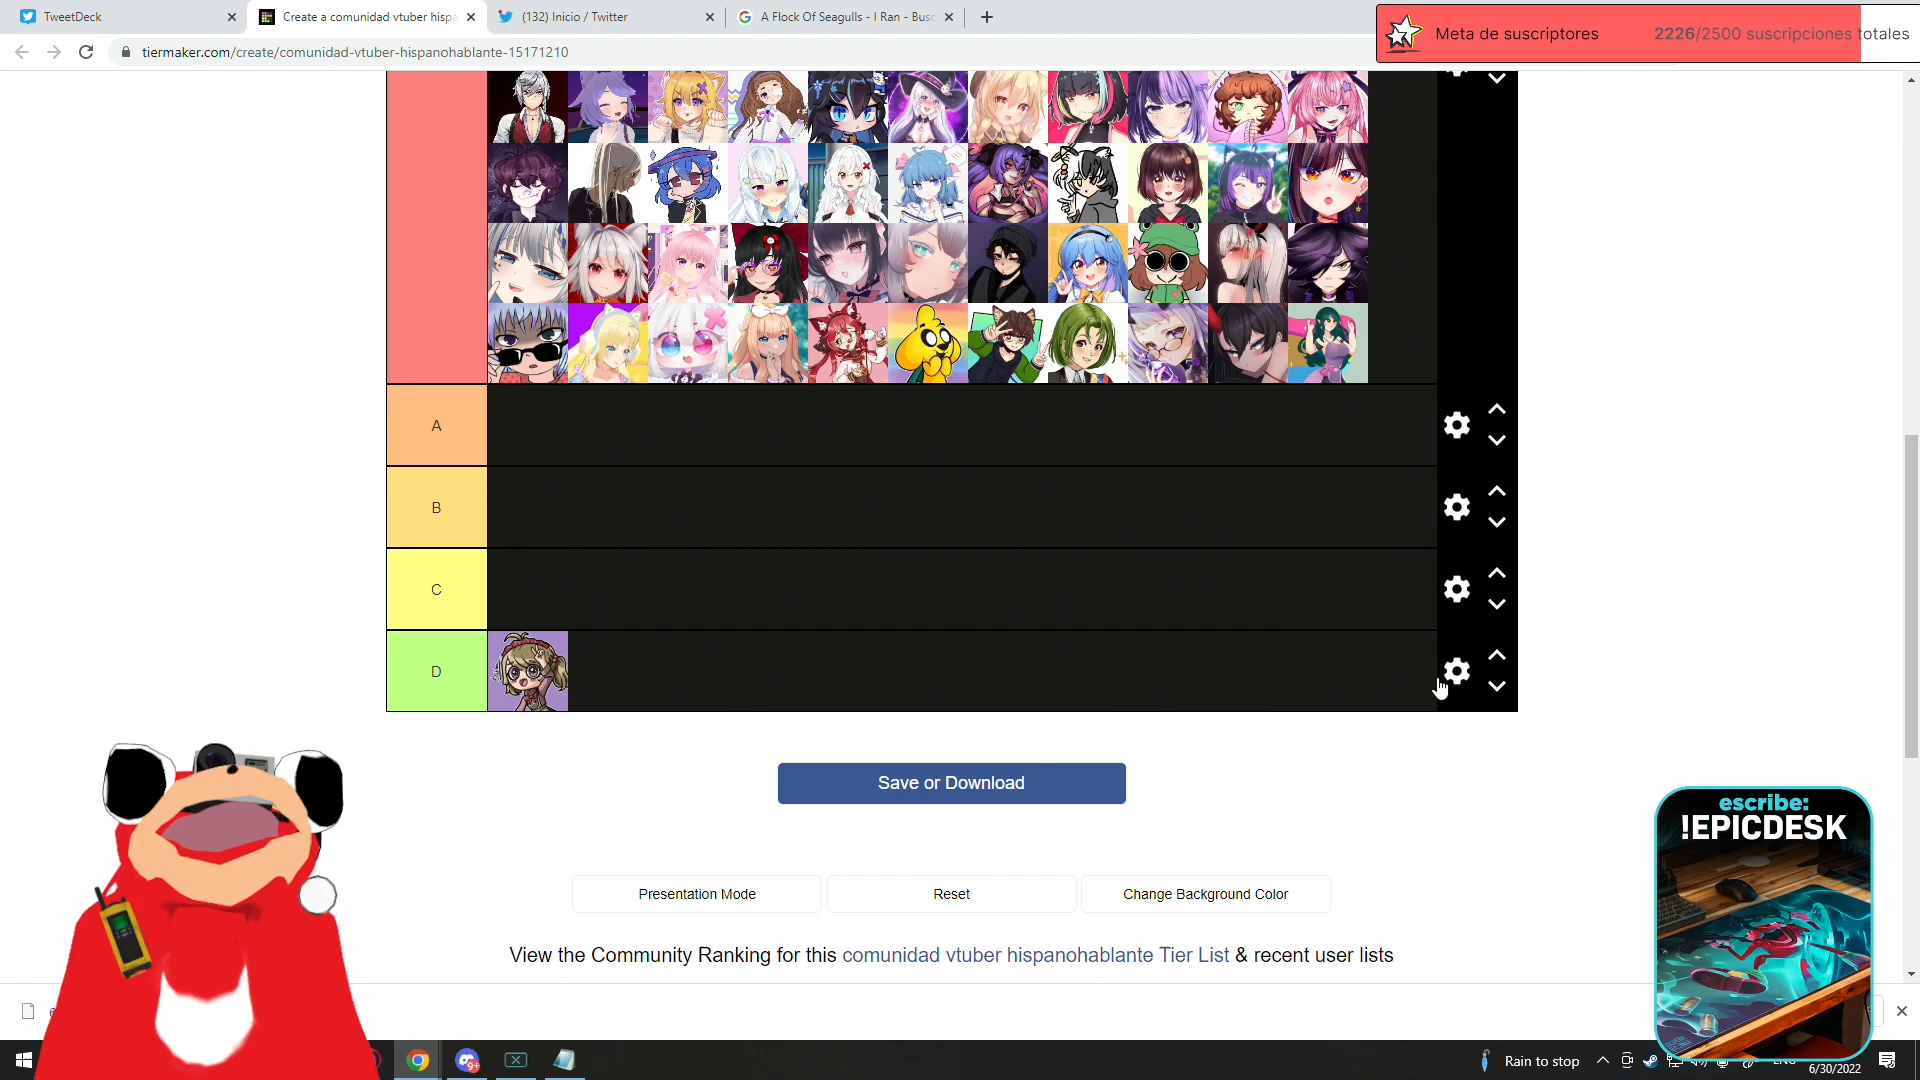 TweetDeck
Create a comunidad vtuber hispa
(132) Inicio / Twitter
A Flock Of Seagulls - I Ran - Busc
tiermaker.com/create/comunidad-vtuber-hispanohablante-15171210
Meta de suscriptores
2226/2500 suscripciones totales
A
B
C
D
Save or Download
escribe:
!EPICDESK
Presentation Mode
Reset
Change Background Color
View the Community Ranking for this comunidad vtuber hispanohablante Tier List & recent user lists
9+
Rain to stop
6/30/2022